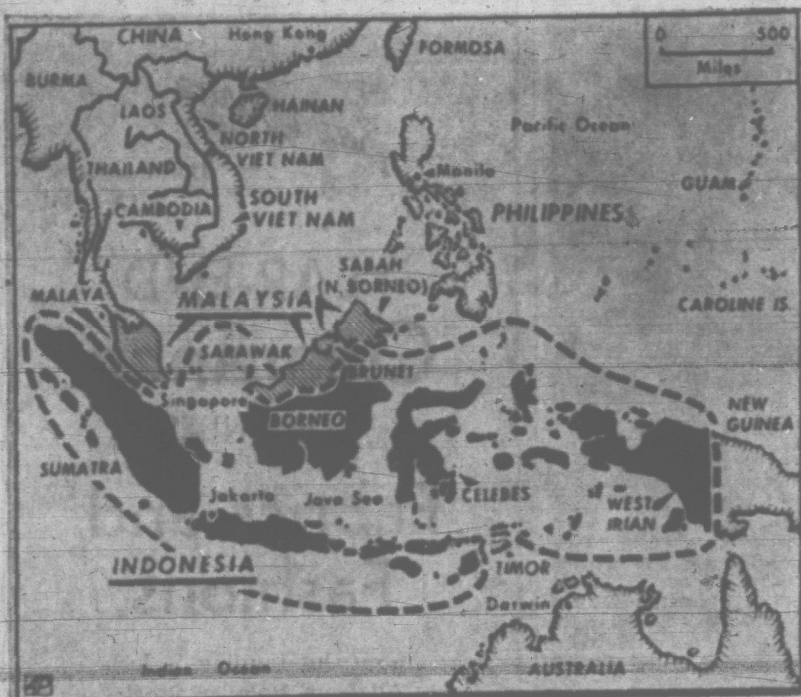 CHINA
Hong Kong
FORMOSA
0 500
Miles
BURMA
LAOS
HAINAN
NORTH
VIET NAM
Pacific Ocean
THAILAND
Manila
GUAM
CAMBODIA
SOUTH
VIET NAM
PHILIPPINES
SABAH
(N. BORNEO)
MALAYA
MALAYSIA
CAROLINE IS.
SARAWAK
BRUNEI
Singapore
BORNEO
NEW
GUINEA
SUMATRA
Jakarta
Java Sea
CELEBES
WEST
IRIAN
INDONESIA
TIMOR
Darwin
Indian Ocean
AUSTRALIA